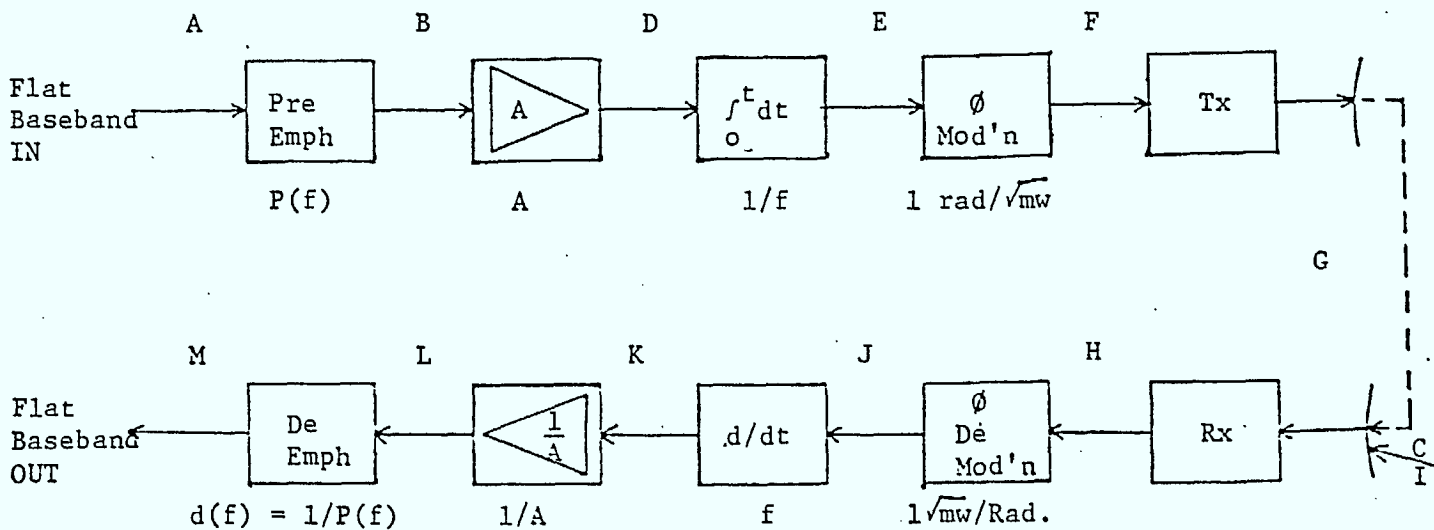 A B D E F
Flat
Baseband
IN
Pre
Emph
A
∫ᵗ dt
o
Ø
Mod'n
Tx
P(f) A 1/f 1 rad/√mw
G
M L K J H
Flat
Baseband
OUT
De
Emph
1/A
d/dt
Ø
De
Mod'n
Rx
C
I
d(f) = 1/P(f) 1/A f 1√mw/Rad.